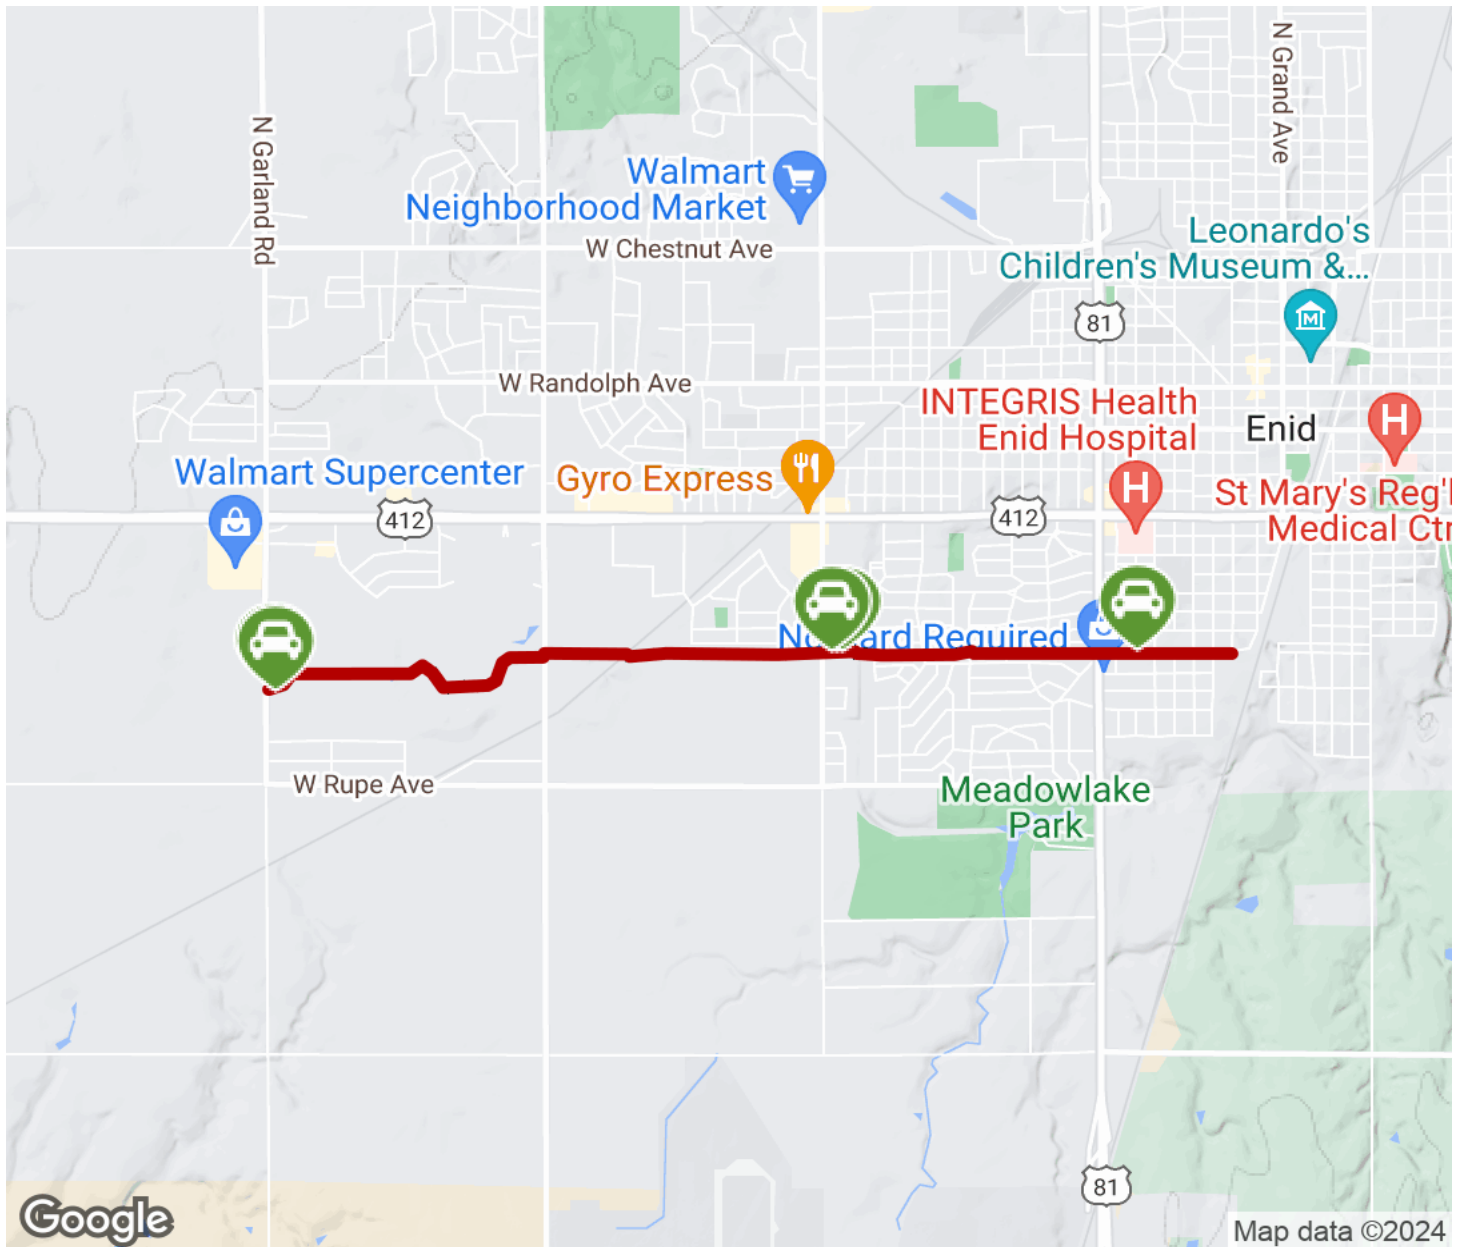 N Grand Ave
N Garland Rd
Walmart
Neighborhood Market
W Chestnut Ave
Leonardo's
Children's Museum &...
81
W Randolph Ave
INTEGRIS Health
Enid Hospital
H
Enid
H
Walmart Supercenter
Gyro Express
412
412
St Mary's Reg'l
Medical Ctr
M
No
ard Required
W Rupe Ave
Meadowlake
Park
81
Google
Map data ©2024